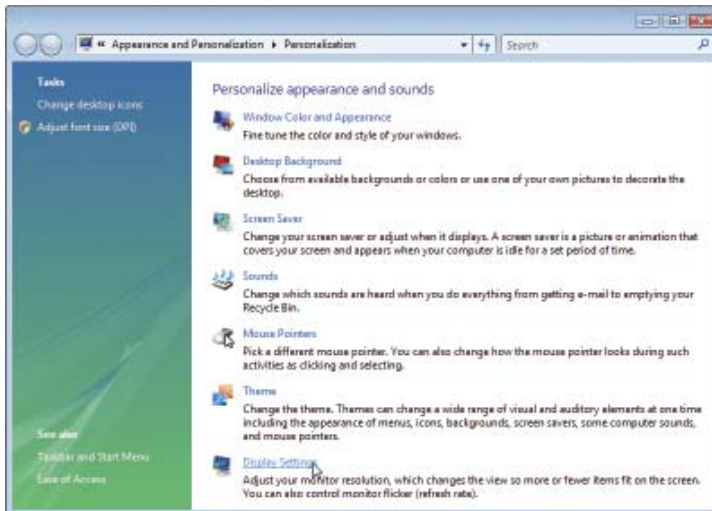 « Appearance and Personalization ▸ Personalization
Search
Tasks
Change desktop icons
Adjust font size (DPI)
See also
Taskbar and Start Menu
Ease of Access
Personalize appearance and sounds
Window Color and Appearance
Fine tune the color and style of your windows.
Desktop Background
Choose from available backgrounds or colors or use one of your own pictures to decorate the
desktop.
Screen Saver
Change your screen saver or adjust when it displays. A screen saver is a picture or animation that
covers your screen and appears when your computer is idle for a set period of time.
Sounds
Change which sounds are heard when you do everything from getting e-mail to emptying your
Recycle Bin.
Mouse Pointers
Pick a different mouse pointer. You can also change how the mouse pointer looks during such
activities as clicking and selecting.
Theme
Change the theme. Themes can change a wide range of visual and auditory elements at one time
including the appearance of menus, icons, backgrounds, screen savers, some computer sounds,
and mouse pointers.
Display Settings
Adjust your monitor resolution, which changes the view so more or fewer items fit on the screen.
You can also control monitor flicker (refresh rate).